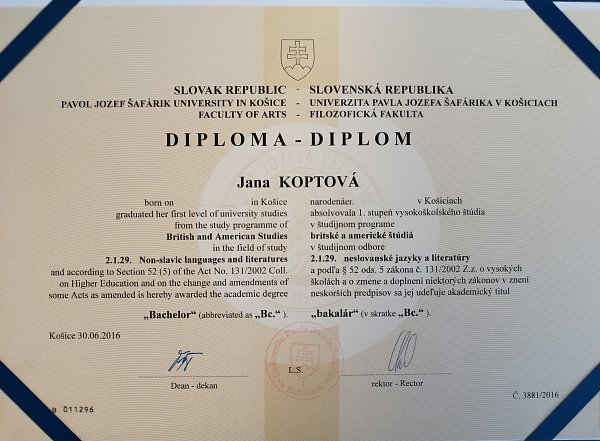 SLOVAK REPUBLIC - SLOVENSKÁ REPUBLIKA
PAVOL JOZEF ŠAFÁRIK UNIVERSITY IN KOŠICE - UNIVERZITA PAVLA JOZEFA ŠAFÁRIKA V KOŠICIACH
FACULTY OF ARTS - FILOZOFICKÁ FAKULTA
DIPLOMA - DIPLOM
Jana KOPTOVÁ
born on in Košice
graduated her first level of university studies
from the study programme of
British and American Studies
in the field of study
2.1.29. Non-slavic languages and literatures
and according to Section 52 (5) of the Act No. 131/2002 Coll.
on Higher Education and on the change and amendments of
some Acts as amended is hereby awarded the academic degree
„Bachelor“ (abbreviated as „Bc.“ ).
narodená v Košiciach
absolvovala 1. stupeň vysokoškolského štúdia
v študijnom programe
britské a americké štúdiá
v študijnom odbore
2.1.29. neslovanské jazyky a literatúry
a podľa § 52 ods. 5 zákona č. 131/2002 Z.z. o vysokých
školách a o zmene a doplnení niektorých zákonov v znení
neskorších predpisov sa jej udeľuje akademický titul
„bakalár“ (v skratke „Bc.“ ).
Košice 30.06.2016
Dean - dekan
L.S.
rektor - Rector
Č. 3881/2016
a 011296